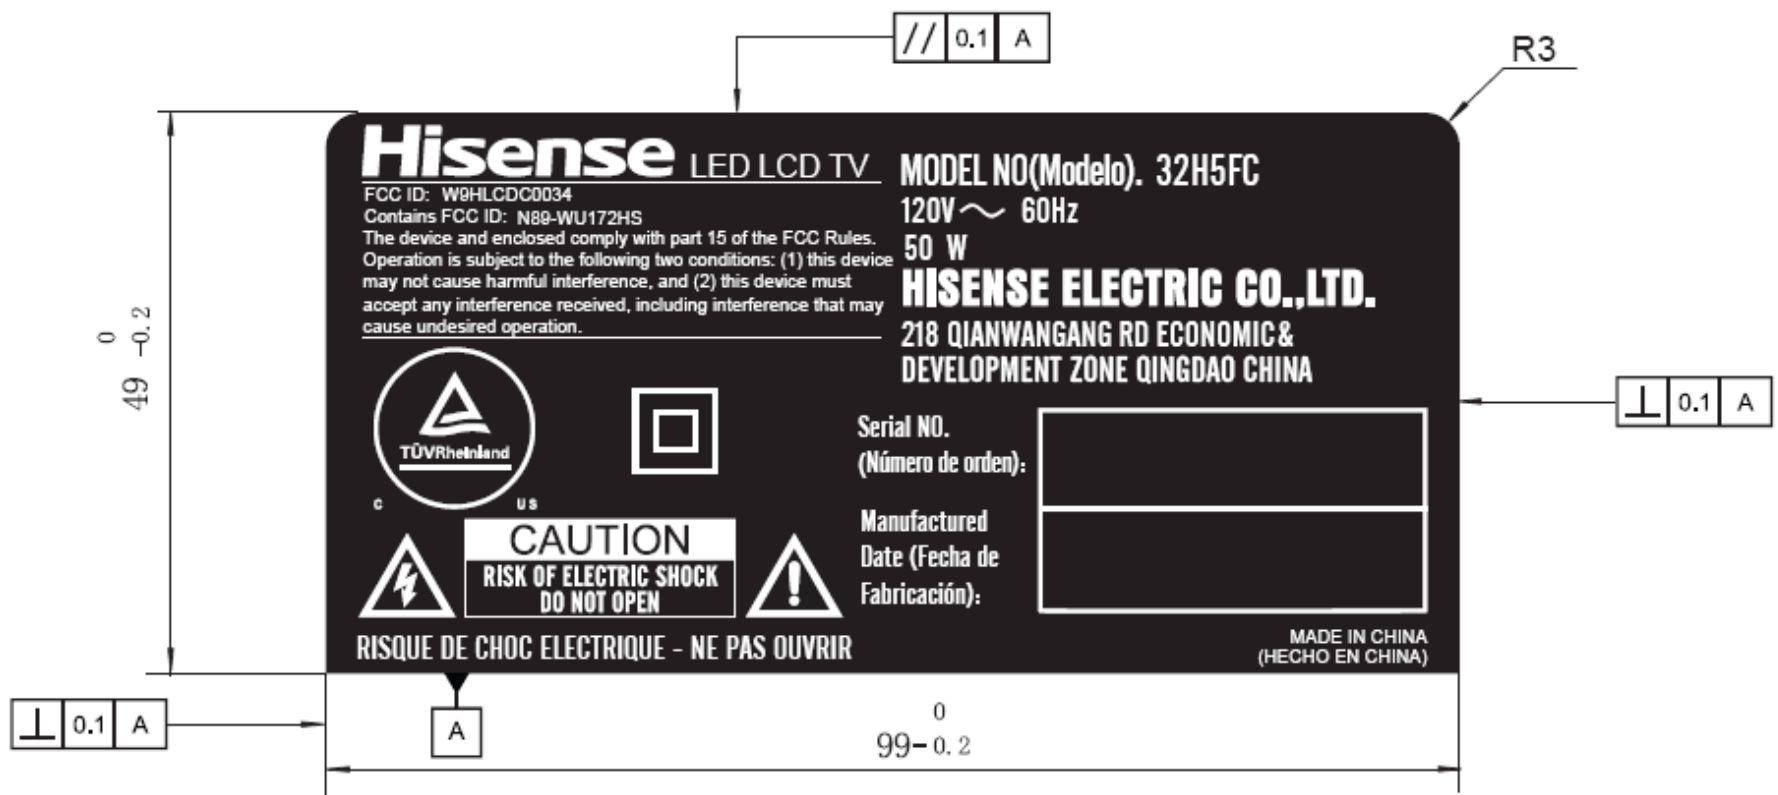 // 0.1 A
R3
Hisense LED LCD TV
FCC ID: W9HLCDC0034
Contains FCC ID: N89-WU172HS
The device and enclosed comply with part 15 of the FCC Rules.
Operation is subject to the following two conditions: (1) this device
may not cause harmful interference, and (2) this device must
accept any interference received, including interference that may
cause undesired operation.
MODEL NO(Modelo). 32H5FC
120V～ 60Hz
50 W
HISENSE ELECTRIC CO.,LTD.
218 QIANWANGANG RD ECONOMIC&
DEVELOPMENT ZONE QINGDAO CHINA
0
49 -0.2
⊥ 0.1 A
TÜVRheinland
C US
Serial NO.
(Número de orden):
Manufactured
Date (Fecha de
Fabricación):
CAUTION
RISK OF ELECTRIC SHOCK
DO NOT OPEN
RISQUE DE CHOC ELECTRIQUE - NE PAS OUVRIR
MADE IN CHINA
(HECHO EN CHINA)
⊥ 0.1 A
A
0
99-0.2